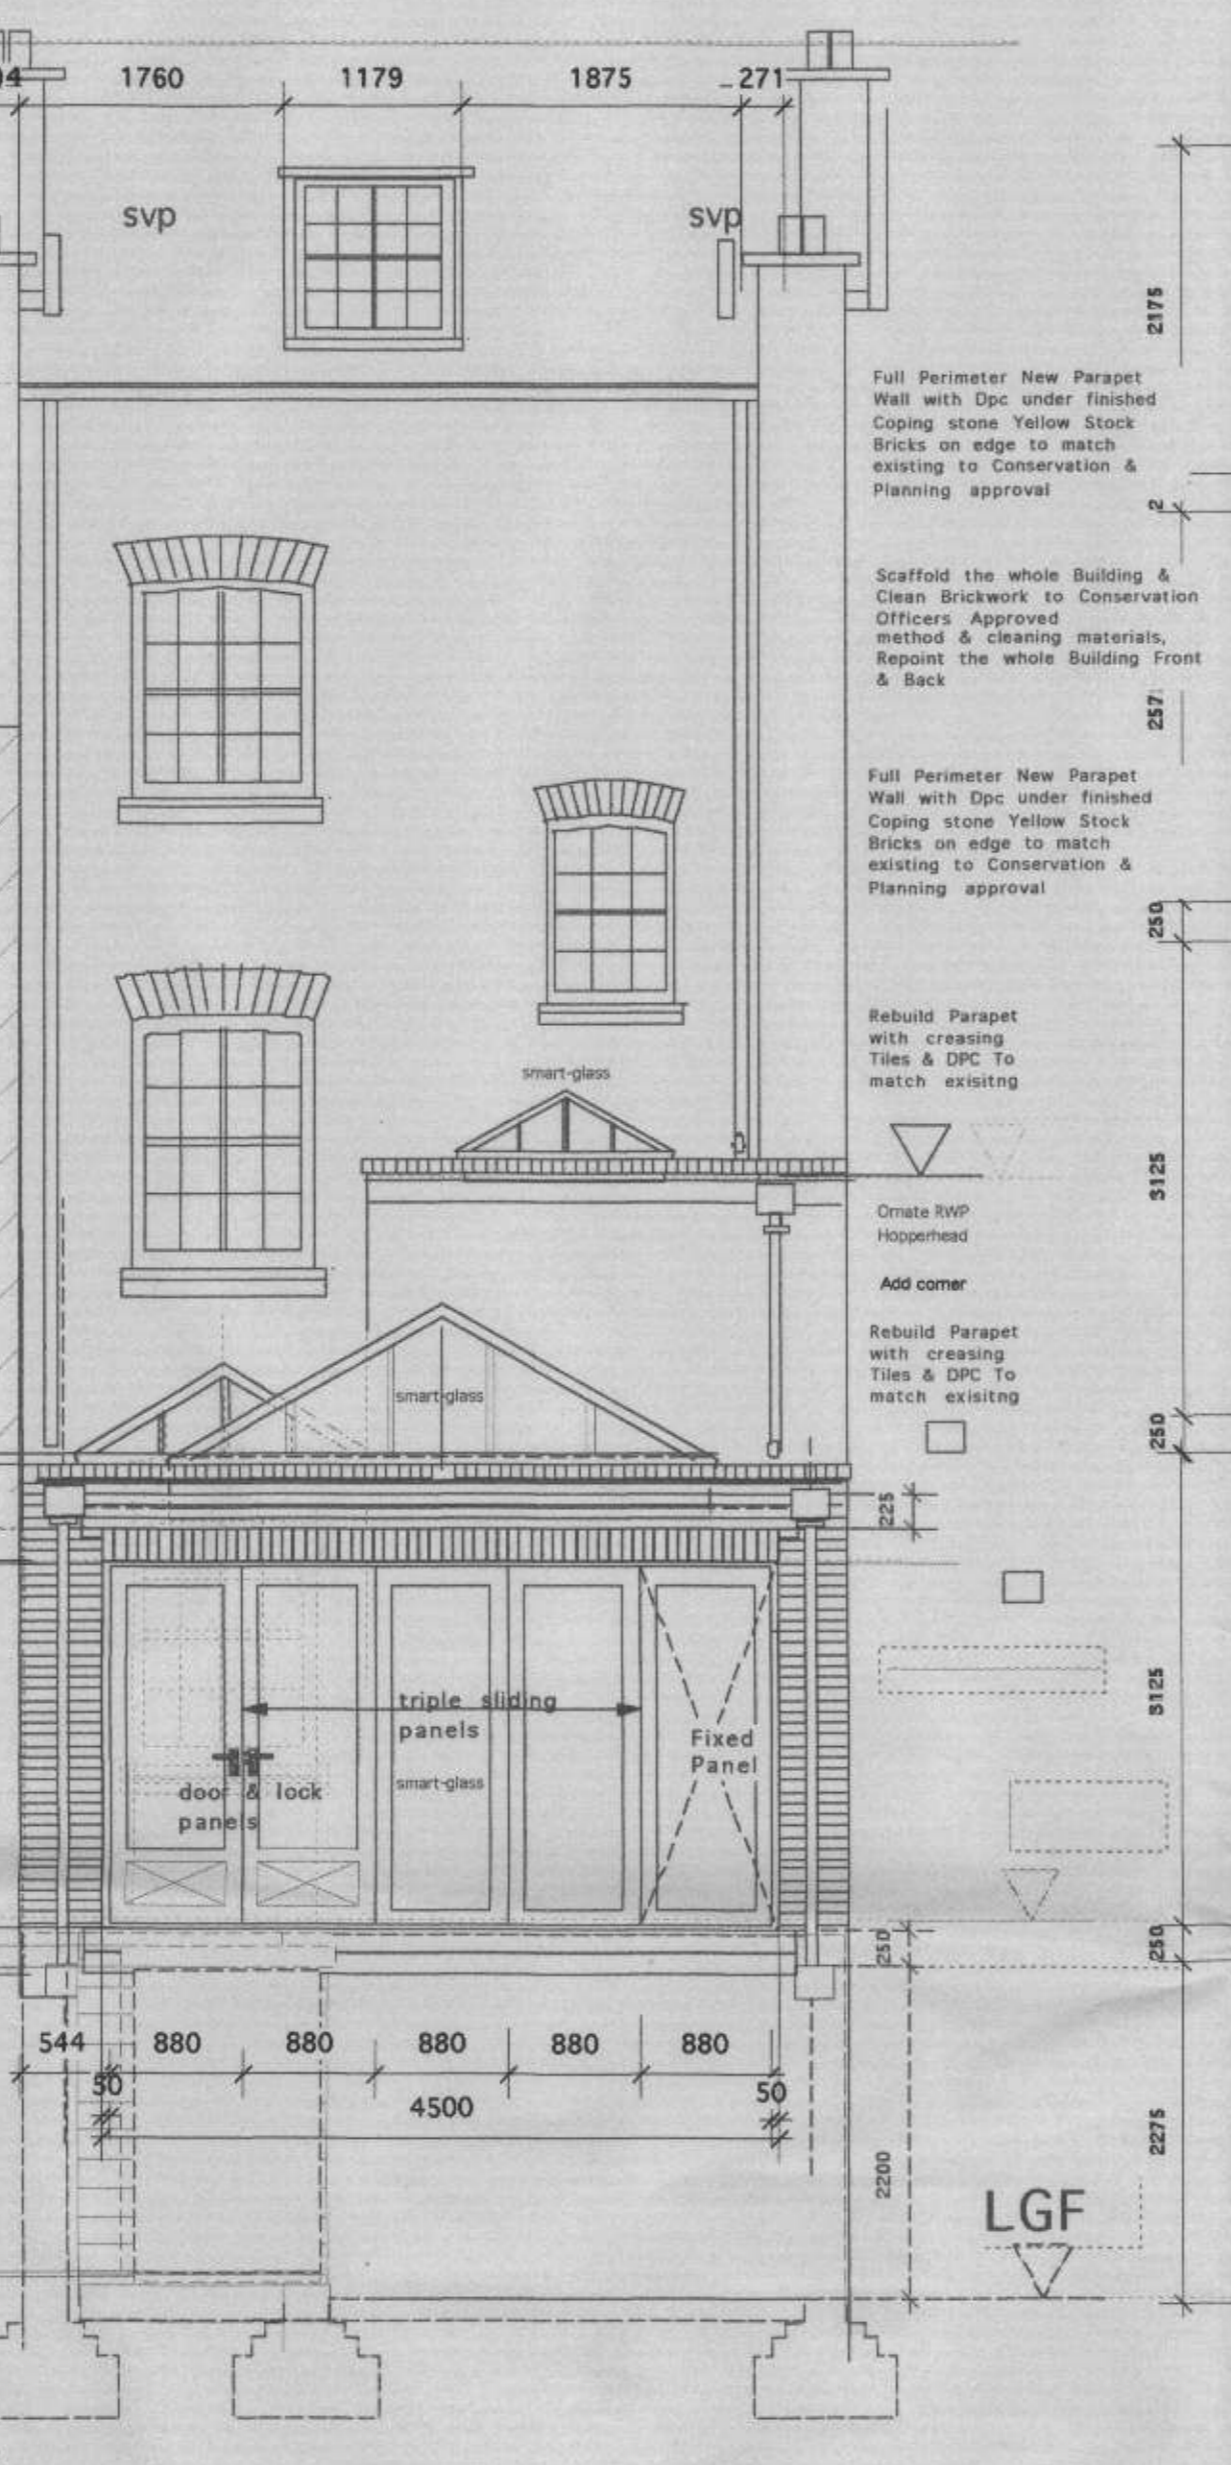 1760 1179 1875 271
svp svp
2175
Full Perimeter New Parapet
Wall with Dpc under finished
Coping stone Yellow Stock
Bricks on edge to match
existing to Conservation &
Planning approval
2
Scaffold the whole Building &
Clean Brickwork to Conservation
Officers Approved
method & cleaning materials,
Repoint the whole Building Front
& Back
257
Full Perimeter New Parapet
Wall with Dpc under finished
Coping stone Yellow Stock
Bricks on edge to match
existing to Conservation &
Planning approval
250
Rebuild Parapet
with creasing
Tiles & DPC To
match exisitng
smart-glass
3125
Ornate RWP
Hopperhead
Add corner
Rebuild Parapet
with creasing
Tiles & DPC To
match exisitng
smart-glass
250
225
triple sliding
panels
Fixed
Panel
smart-glass
door & lock
panels
3125
250 250
544 880 880 880 880 880
50 50
4500
2275
2200
LGF